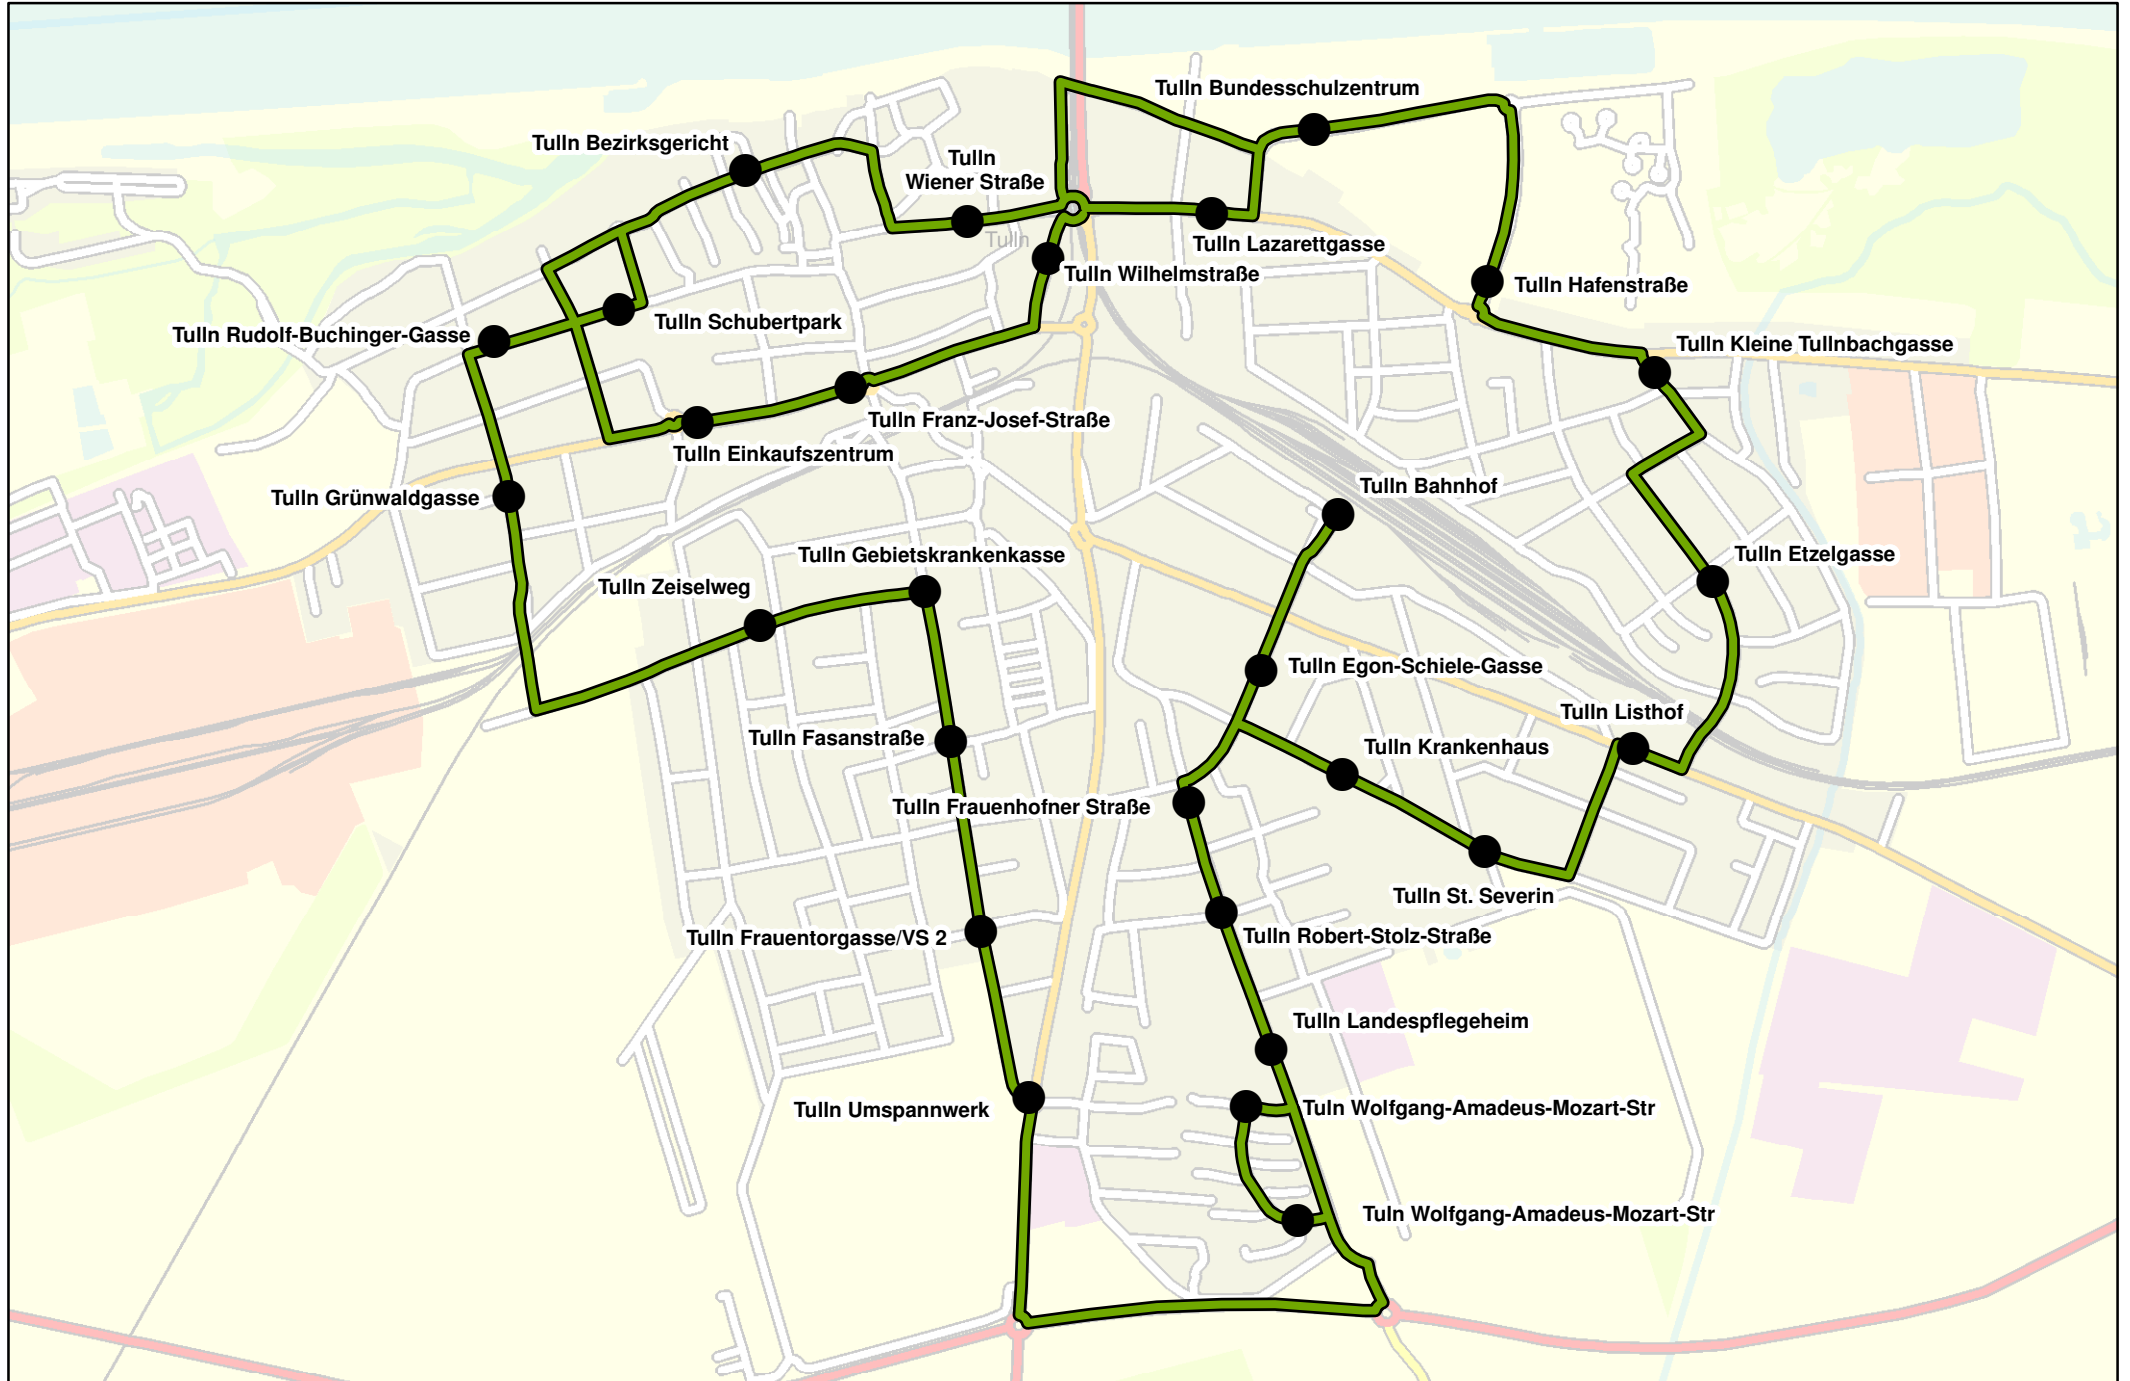 Tulln Bundesschulzentrum
Tulln Bezirksgericht
Tulln
Wiener Straße
Tulln
Tulln Lazarettgasse
Tulln Wilhelmstraße
Tulln Hafenstraße
Tulln Schubertpark
Tulln Rudolf-Buchinger-Gasse
Tulln Kleine Tullnbachgasse
Tulln Franz-Josef-Straße
Tulln Einkaufszentrum
Tulln Bahnhof
Tulln Grünwaldgasse
Tulln Gebietskrankenkasse
Tulln Etzelgasse
Tulln Zeiselweg
Tulln Egon-Schiele-Gasse
Tulln Listhof
Tulln Fasanstraße
Tulln Krankenhaus
Tulln Frauenhofner Straße
Tulln St. Severin
Tulln Frauentorgasse/VS 2
Tulln Robert-Stolz-Straße
Tulln Landespflegeheim
Tulln Umspannwerk
Tuln Wolfgang-Amadeus-Mozart-Str
Tuln Wolfgang-Amadeus-Mozart-Str